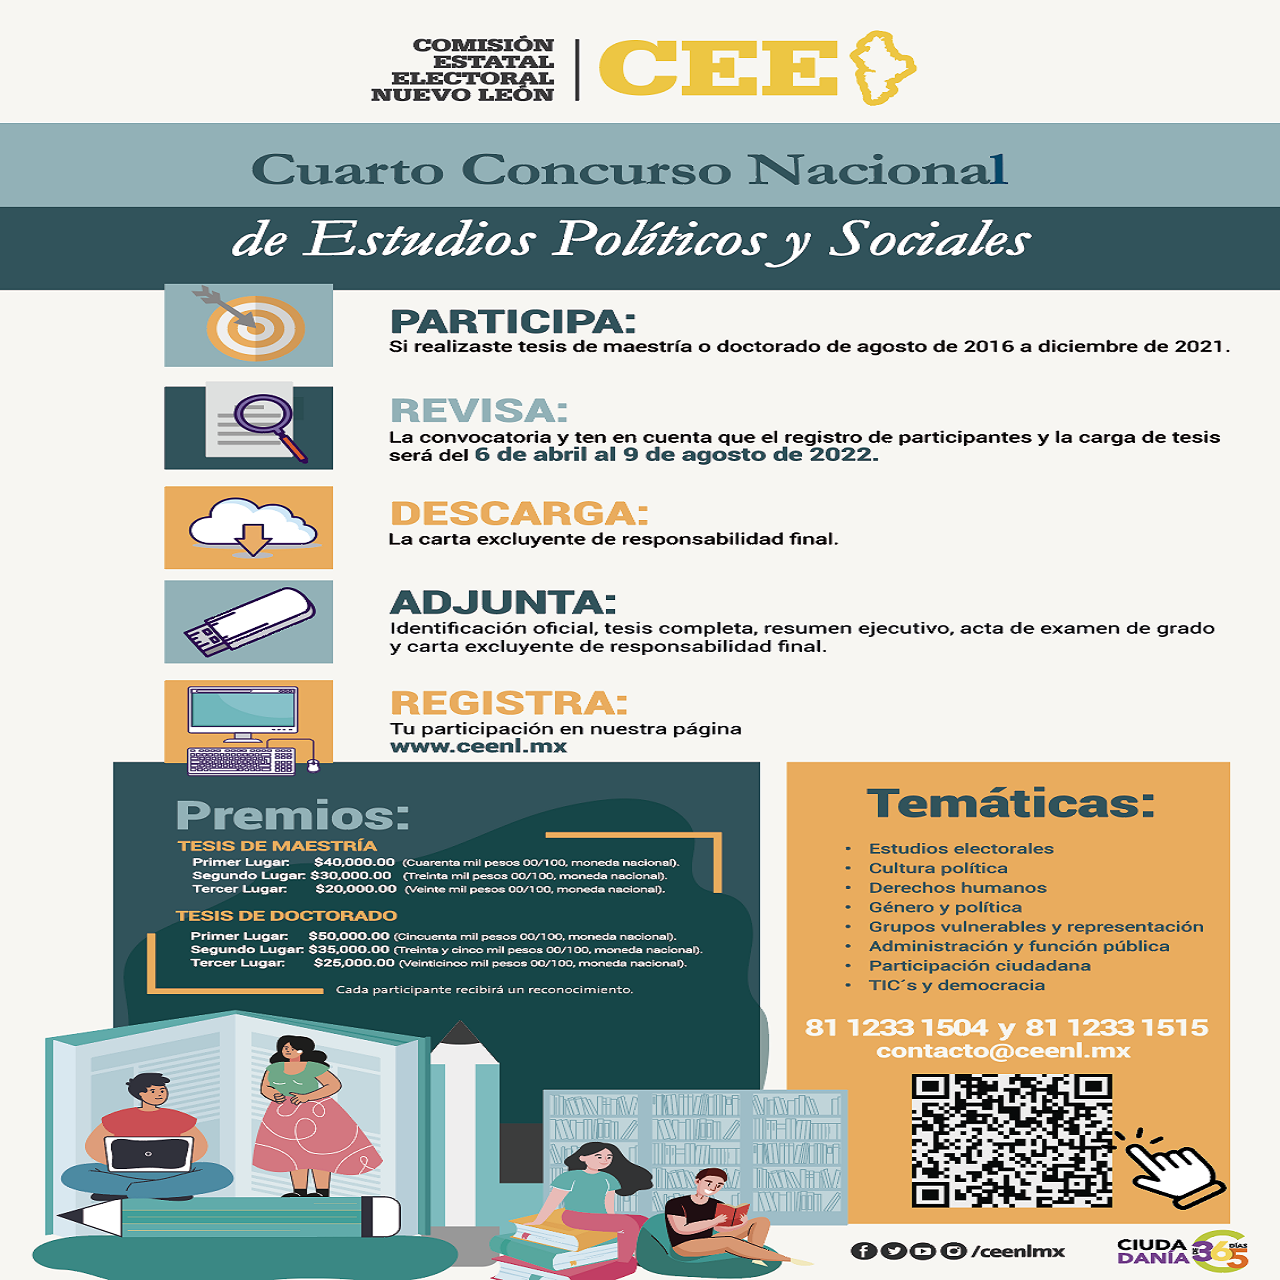 COMISIÓN
ESTATAL
ELECTORAL
NUEVO LEÓN
CEE
Cuarto Concurso Nacional
de Estudios Políticos y Sociales
PARTICIPA:
Si realizaste tesis de maestría o doctorado de agosto de 2016 a diciembre de 2021.
REVISA:
La convocatoria y ten en cuenta que el registro de participantes y la carga de tesis
será del 6 de abril al 9 de agosto de 2022.
DESCARGA:
La carta excluyente de responsabilidad final.
ADJUNTA:
Identificación oficial, tesis completa, resumen ejecutivo, acta de examen de grado
y carta excluyente de responsabilidad final.
REGISTRA:
Tu participación en nuestra página
www.ceenl.mx
Premios:
TESIS DE MAESTRÍA
Primer Lugar: $40,000.00 (Cuarenta mil pesos 00/100, moneda nacional).
Segundo Lugar: $30,000.00 (Treinta mil pesos 00/100, moneda nacional).
Tercer Lugar: $20,000.00 (Veinte mil pesos 00/100, moneda nacional).
TESIS DE DOCTORADO
Primer Lugar: $50,000.00 (Cincuenta mil pesos 00/100, moneda nacional).
Segundo Lugar: $35,000.00 (Treinta y cinco mil pesos 00/100, moneda nacional).
Tercer Lugar: $25,000.00 (Veinticinco mil pesos 00/100, moneda nacional).
Cada participante recibirá un reconocimiento.
Temáticas:
• Estudios electorales
• Cultura política
• Derechos humanos
• Género y política
• Grupos vulnerables y representación
• Administración y función pública
• Participación ciudadana
• TIC´s y democracia
81 1233 1504 y 81 1233 1515
contacto@ceenl.mx
/ceenlmx
CIUDA
DANÍA DE 365 DÍAS